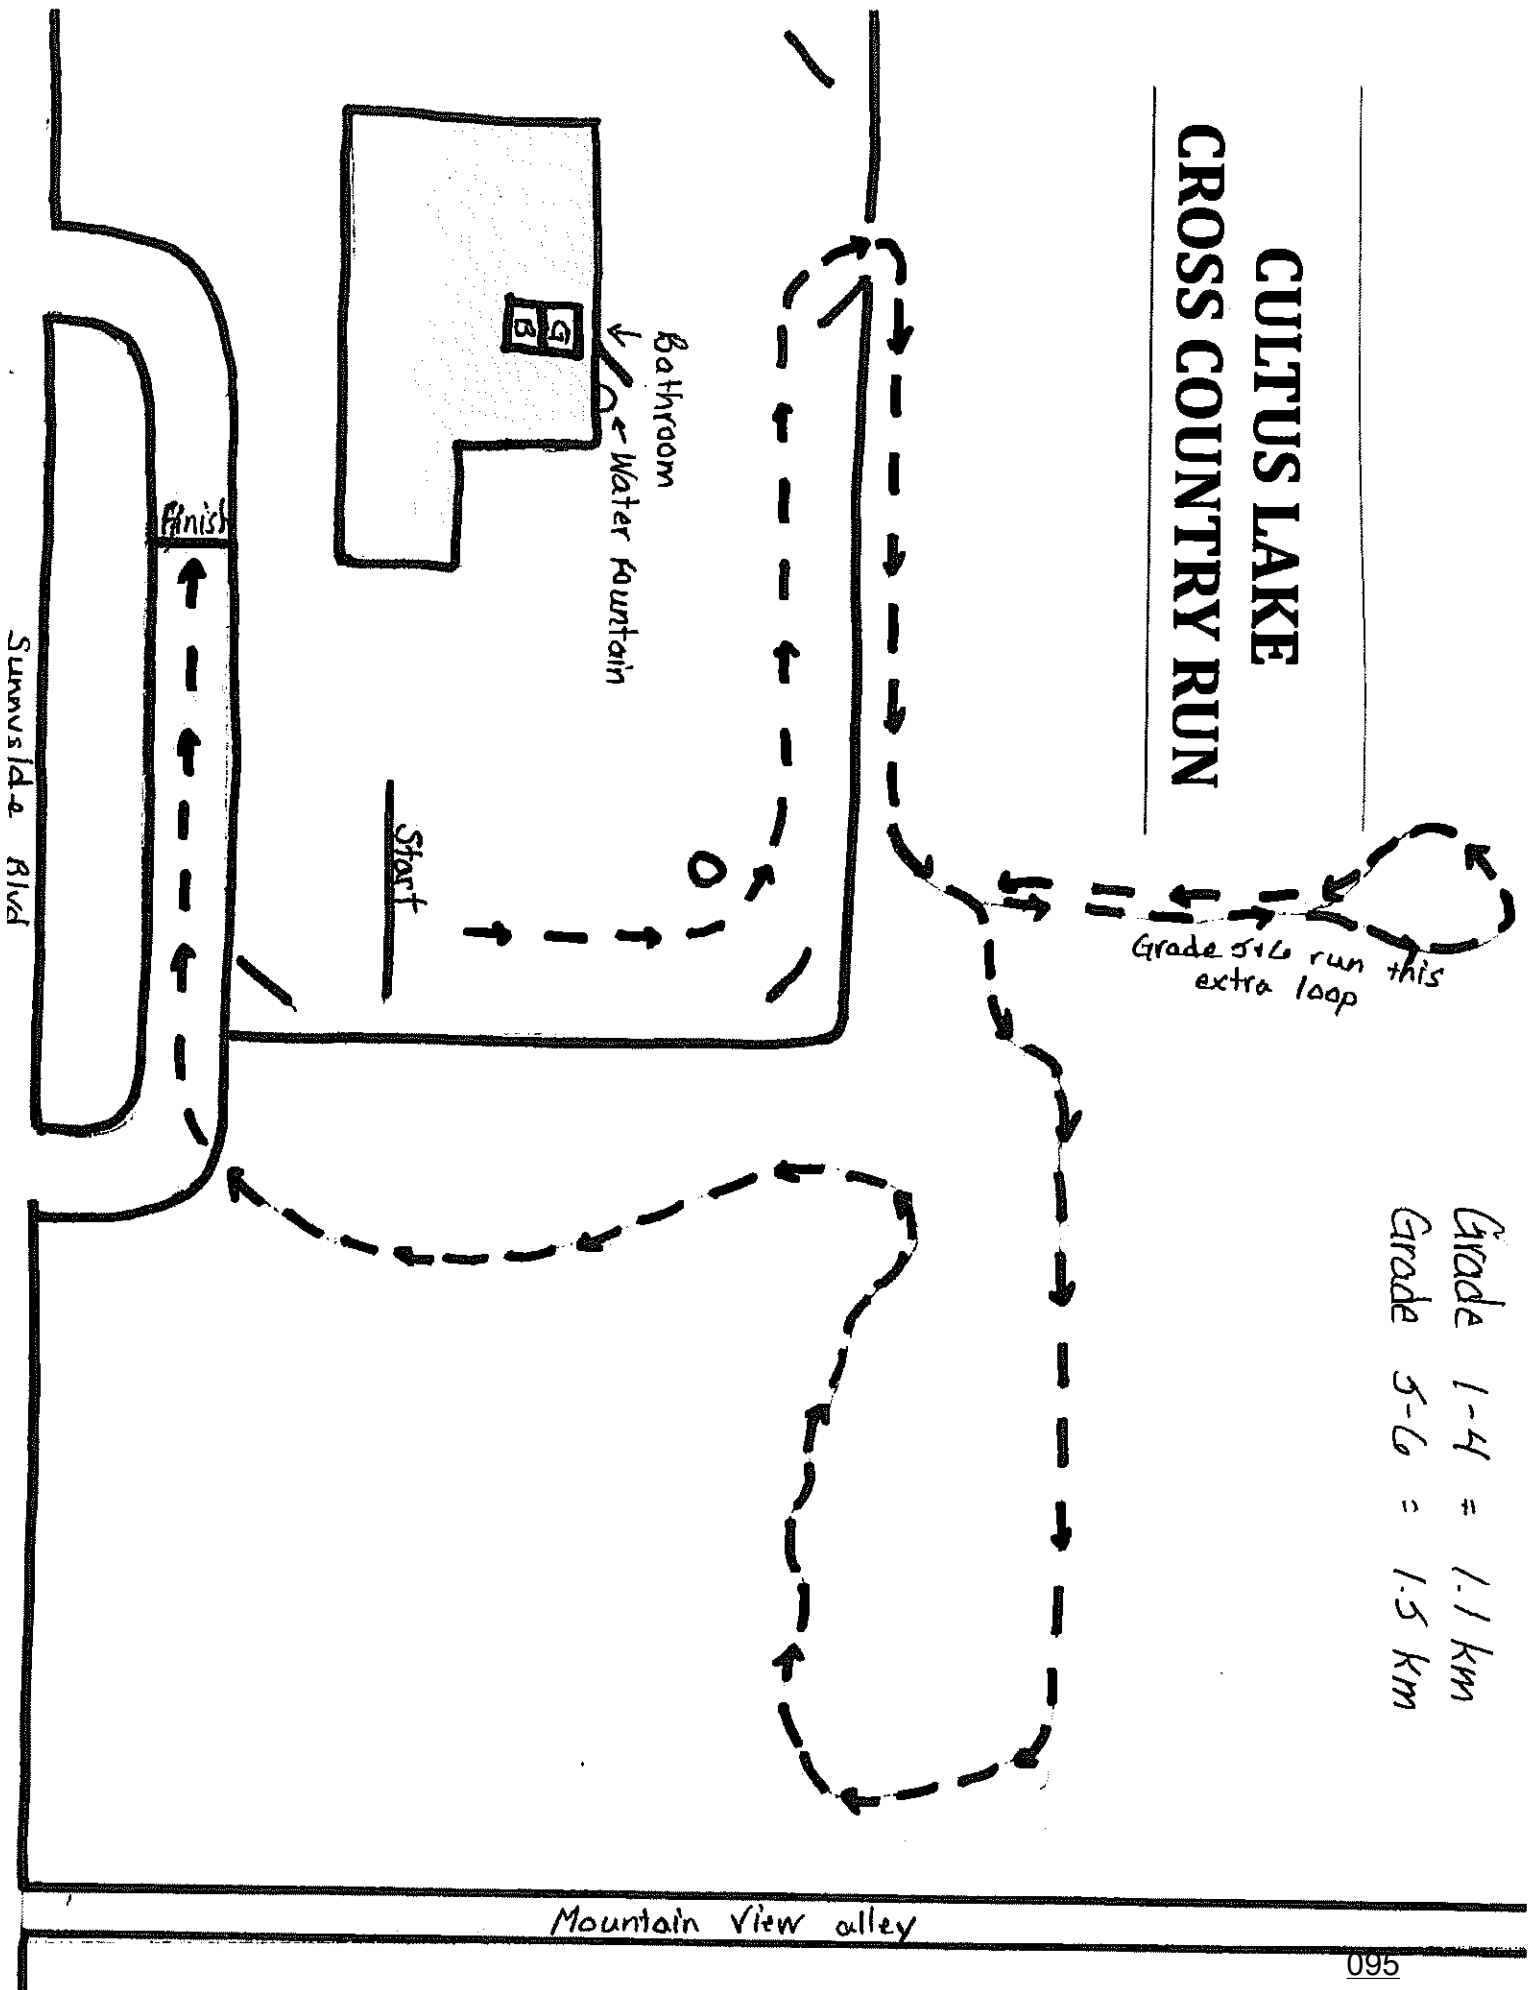 CULTUS LAKE
CROSS COUNTRY RUN
Grade 1-4 = 1.1 km
Grade 5-6 = 1.5 km
Grade 5+6 run this
extra loop
Bathroom
Water Fountain
G
B
Start
Finish
Sunnyside Blvd
Mountain View alley
095